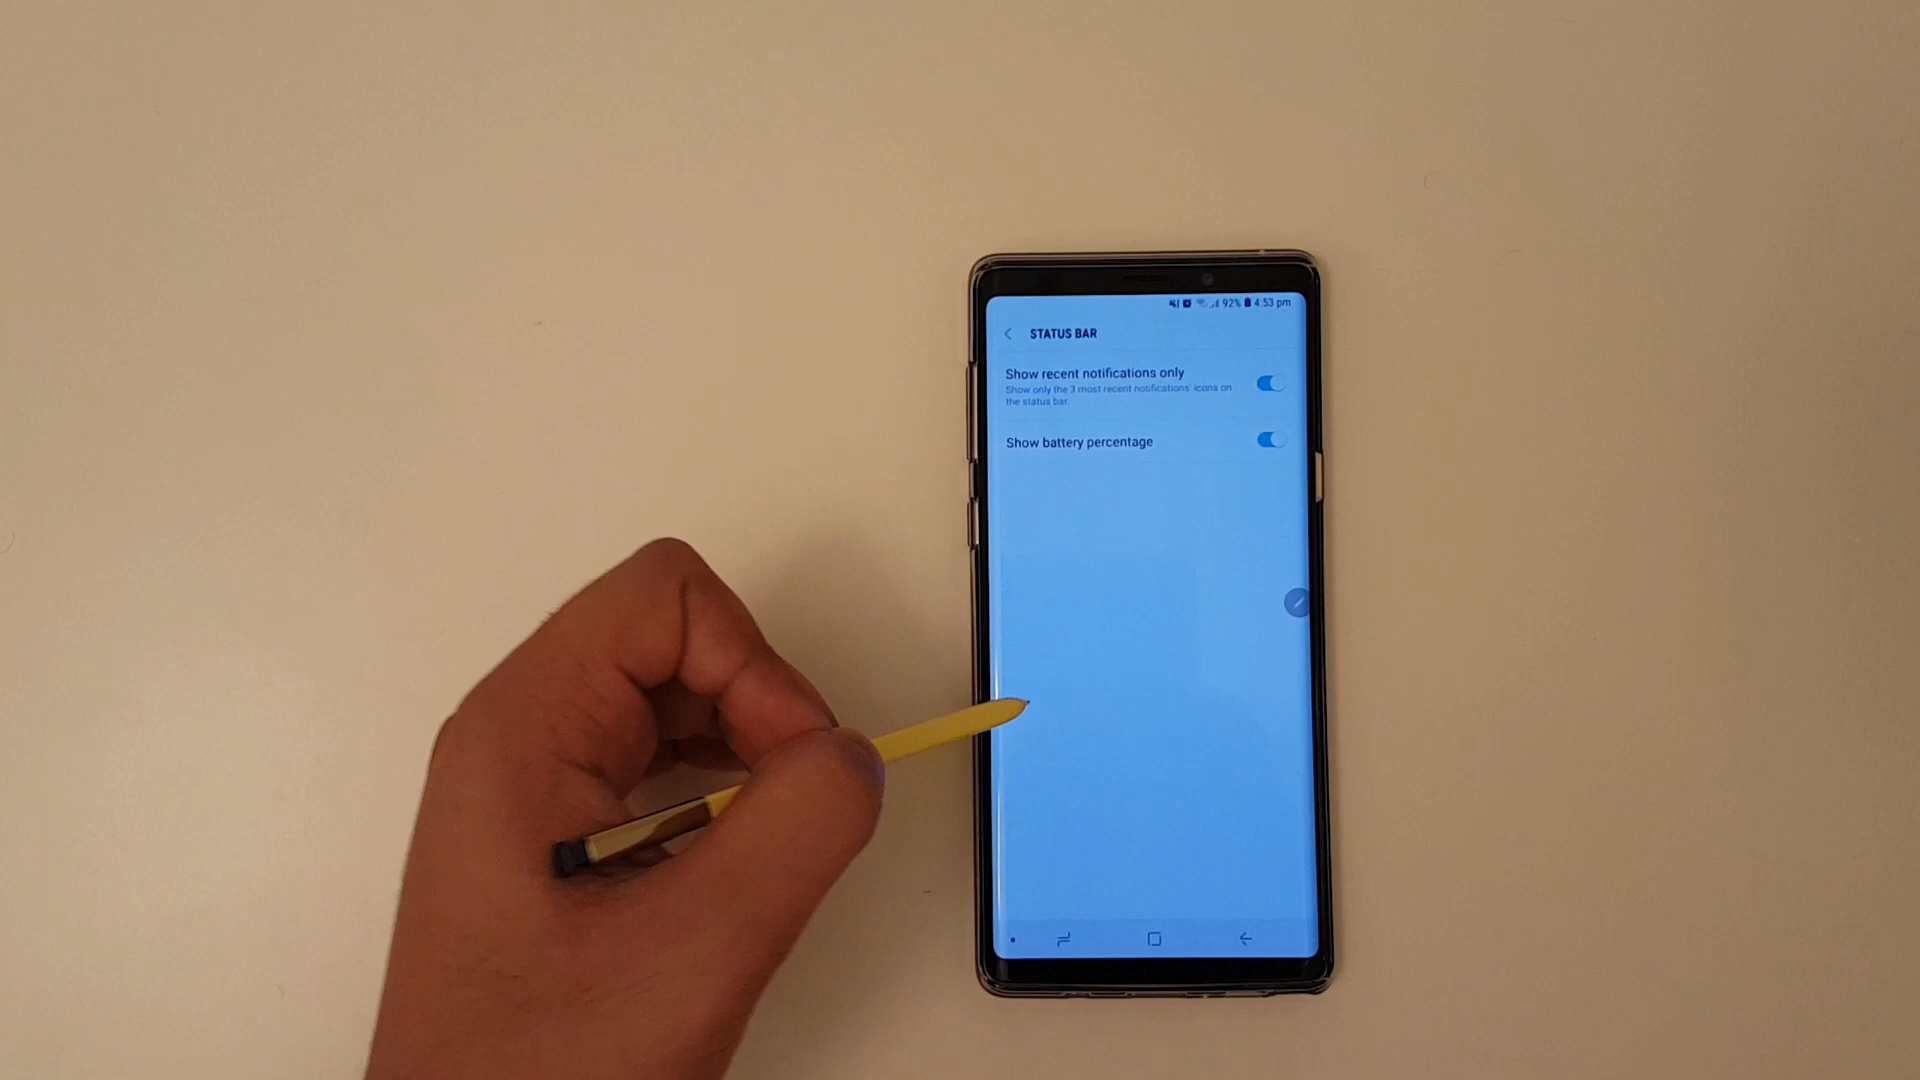 92% 4:53 pm
STATUS BAR
Show recent notifications only
Show only the 3 most recent notifications' icons on
the status bar.
Show battery percentage